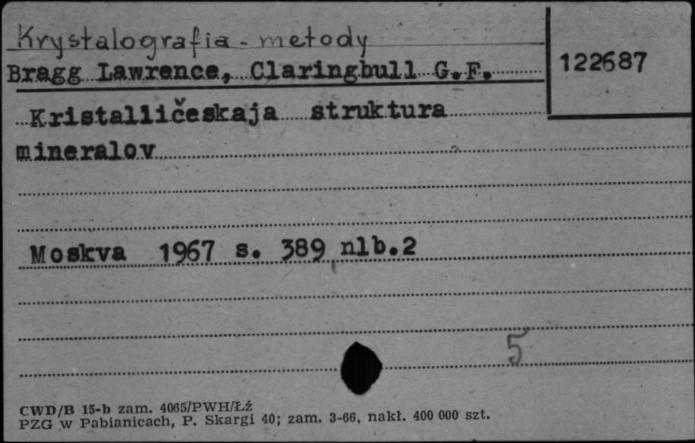 Krystalografia - metody
Bragg Lawrence, Claringbull G.F.
122687
Kristalličeskaja struktura
mineralov
Moskva 1967 s. 389 nlb.2
5
CWD/B 15-b zam. 4065/PWH/Łź
PZG w Pabianicach, P. Skargi 40; zam. 3-66, nakł. 400 000 szt.